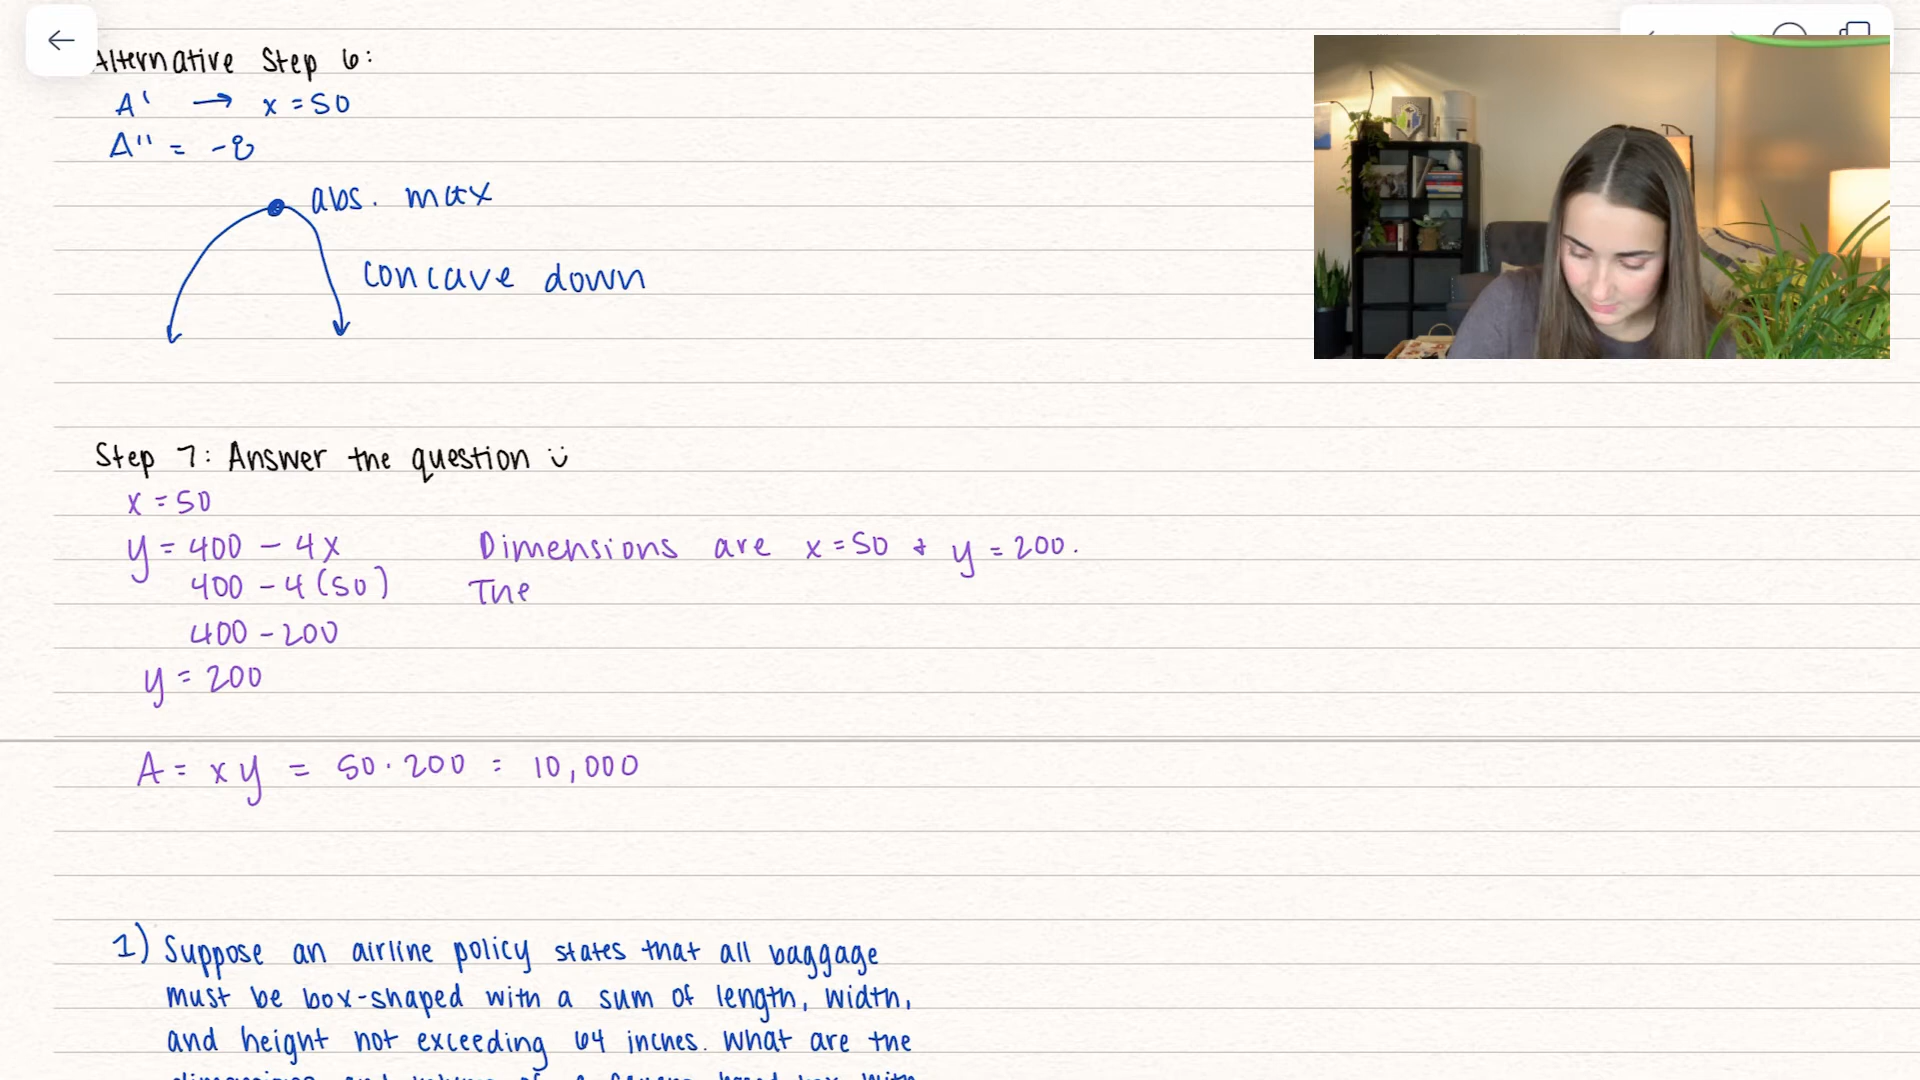 Alternative Step 6:
A' → x = 50
A'' = -8
abs. max
concave down
Step 7: Answer the question
x = 50
y = 400 - 4x
400 - 4(50)
400 - 200
y = 200
Dimensions are x = 50 + y = 200.
The
A = xy = 50 · 200 = 10,000
1) Suppose an airline policy states that all baggage
must be box-shaped with a sum of length, width,
and height not exceeding 64 inches. What are the